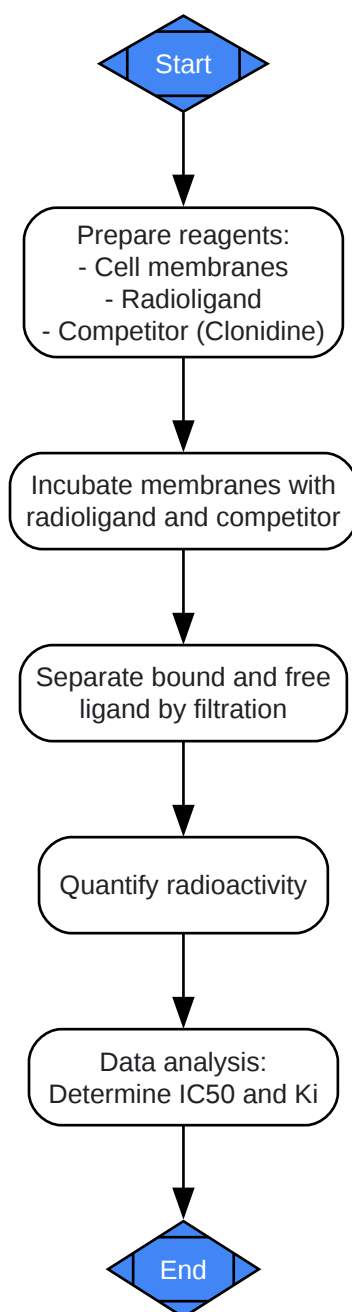 Start
Prepare reagents:
- Cell membranes
- Radioligand
- Competitor (Clonidine)
Incubate membranes with
radioligand and competitor
Separate bound and free
ligand by filtration
Quantify radioactivity
Data analysis:
Determine IC50 and Ki
End